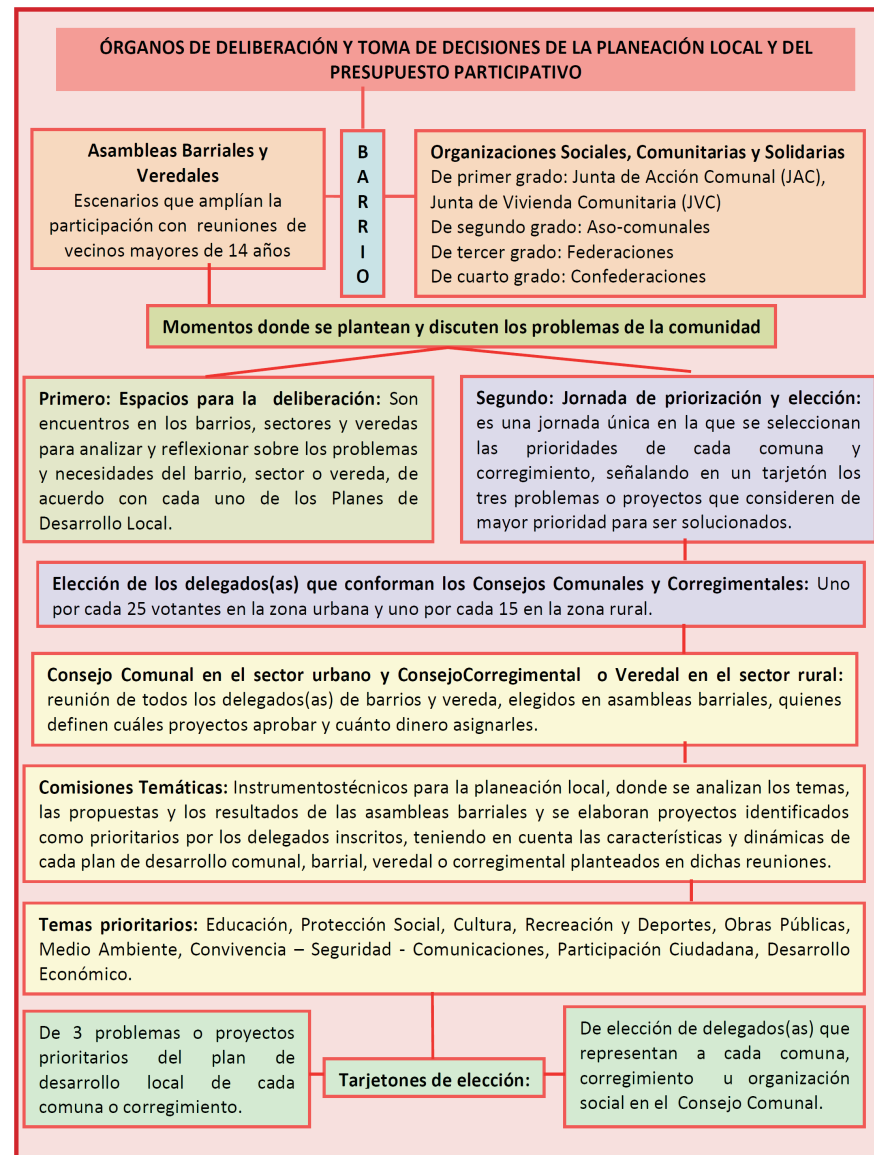 ÓRGANOS DE DELIBERACIÓN Y TOMA DE DECISIONES DE LA PLANEACIÓN LOCAL Y DEL
PRESUPUESTO PARTICIPATIVO
Asambleas Barriales y
Veredales
Escenarios que amplían la
participación con reuniones de
vecinos mayores de 14 años
B
A
R
R
I
O
Organizaciones Sociales, Comunitarias y Solidarias
De primer grado: Junta de Acción Comunal (JAC),
Junta de Vivienda Comunitaria (JVC)
De segundo grado: Aso-comunales
De tercer grado: Federaciones
De cuarto grado: Confederaciones
Momentos donde se plantean y discuten los problemas de la comunidad
Primero: Espacios para la deliberación: Son
encuentros en los barrios, sectores y veredas
para analizar y reflexionar sobre los problemas
y necesidades del barrio, sector o vereda, de
acuerdo con cada uno de los Planes de
Desarrollo Local.
Segundo: Jornada de priorización y elección:
es una jornada única en la que se seleccionan
las prioridades de cada comuna y
corregimiento, señalando en un tarjetón los
tres problemas o proyectos que consideren de
mayor prioridad para ser solucionados.
Elección de los delegados(as) que conforman los Consejos Comunales y Corregimentales: Uno
por cada 25 votantes en la zona urbana y uno por cada 15 en la zona rural.
Consejo Comunal en el sector urbano y ConsejoCorregimental o Veredal en el sector rural:
reunión de todos los delegados(as) de barrios y vereda, elegidos en asambleas barriales, quienes
definen cuáles proyectos aprobar y cuánto dinero asignarles.
Comisiones Temáticas: Instrumentostécnicos para la planeación local, donde se analizan los temas,
las propuestas y los resultados de las asambleas barriales y se elaboran proyectos identificados
como prioritarios por los delegados inscritos, teniendo en cuenta las características y dinámicas de
cada plan de desarrollo comunal, barrial, veredal o corregimental planteados en dichas reuniones.
Temas prioritarios: Educación, Protección Social, Cultura, Recreación y Deportes, Obras Públicas,
Medio Ambiente, Convivencia – Seguridad - Comunicaciones, Participación Ciudadana, Desarrollo
Económico.
De 3 problemas o proyectos
prioritarios del plan de
desarrollo local de cada
comuna o corregimiento.
Tarjetones de elección:
De elección de delegados(as) que
representan a cada comuna,
corregimiento u organización
social en el Consejo Comunal.